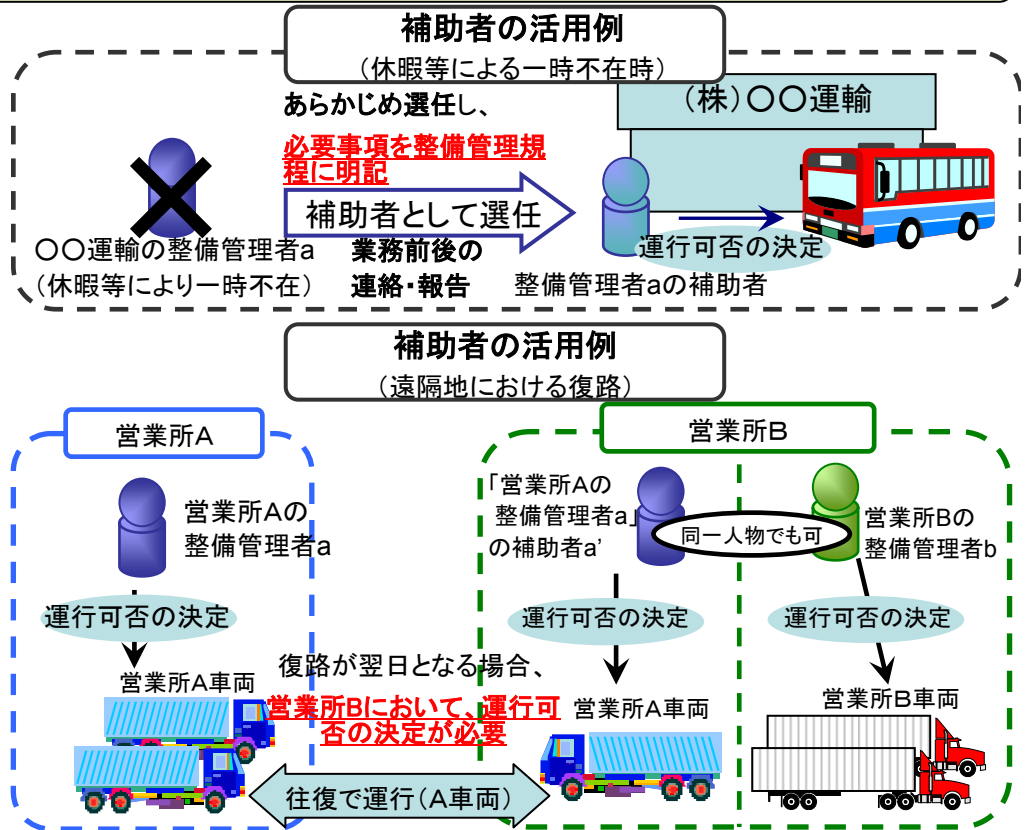 補助者の活用例
(休暇等による一時不在時)
あらかじめ選任し、
必要事項を整備管理規
程に明記
補助者として選任
(株)〇〇運輸
運行可否の決定
〇〇運輸の整備管理者a
(休暇等により一時不在)
業務前後の
連絡・報告
整備管理者aの補助者
補助者の活用例
(遠隔地における復路)
営業所A
営業所Aの
整備管理者a
運行可否の決定
営業所A車両
復路が翌日となる場合、
営業所Bにおいて、運行可
否の決定が必要
往復で運行(A車両)
営業所B
「営業所Aの
整備管理者a」
の補助者a’
同一人物でも可
営業所Bの
整備管理者b
運行可否の決定
運行可否の決定
営業所A車両
営業所B車両